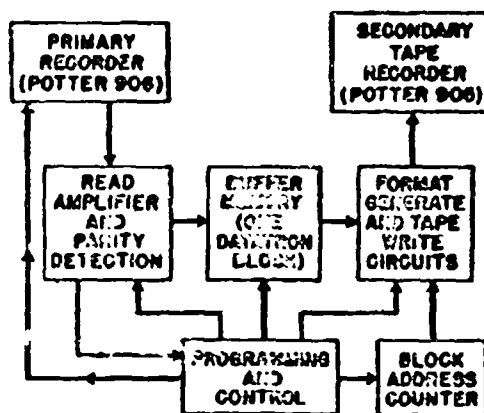 PRIMARY
RECORDER
(POTTER 906)
SECONDARY
TAPE
RECORDER
(POTTER 906)
READ
AMPLIFIER
AND
PARITY
DETECTION
BUFFER
MEMORY
(ONE
DATATRON
BLOCK)
FORMAT
GENERATE
AND TAPE
WRITE
CIRCUITS
PROGRAMMING
AND
CONTROL
BLOCK
ADDRESS
COUNTER